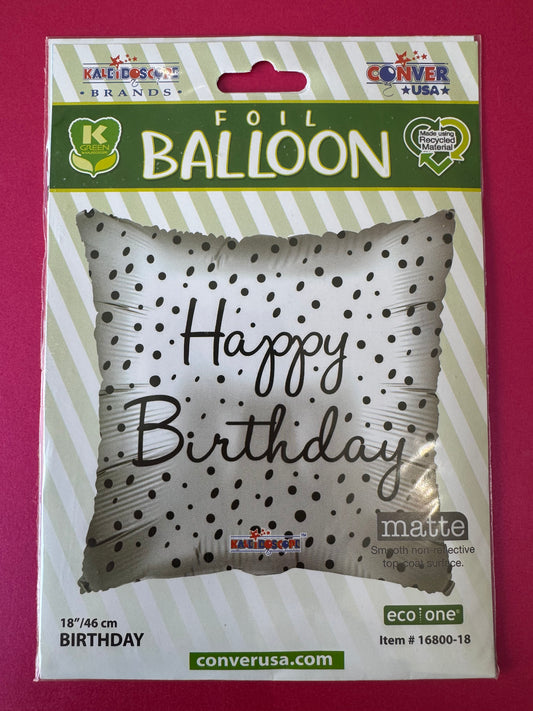 KALEIDOSCOPE
BRANDS
CONVER
USA
FOIL
BALLOON
K
GREEN
Made using
Recycled
Material
Happy
Birthday
KALEIDOSCOPE
matte
Smooth non-reflective
top-coat surface.
eco one®
18"/46 cm
BIRTHDAY
Item # 16800-18
converusa.com